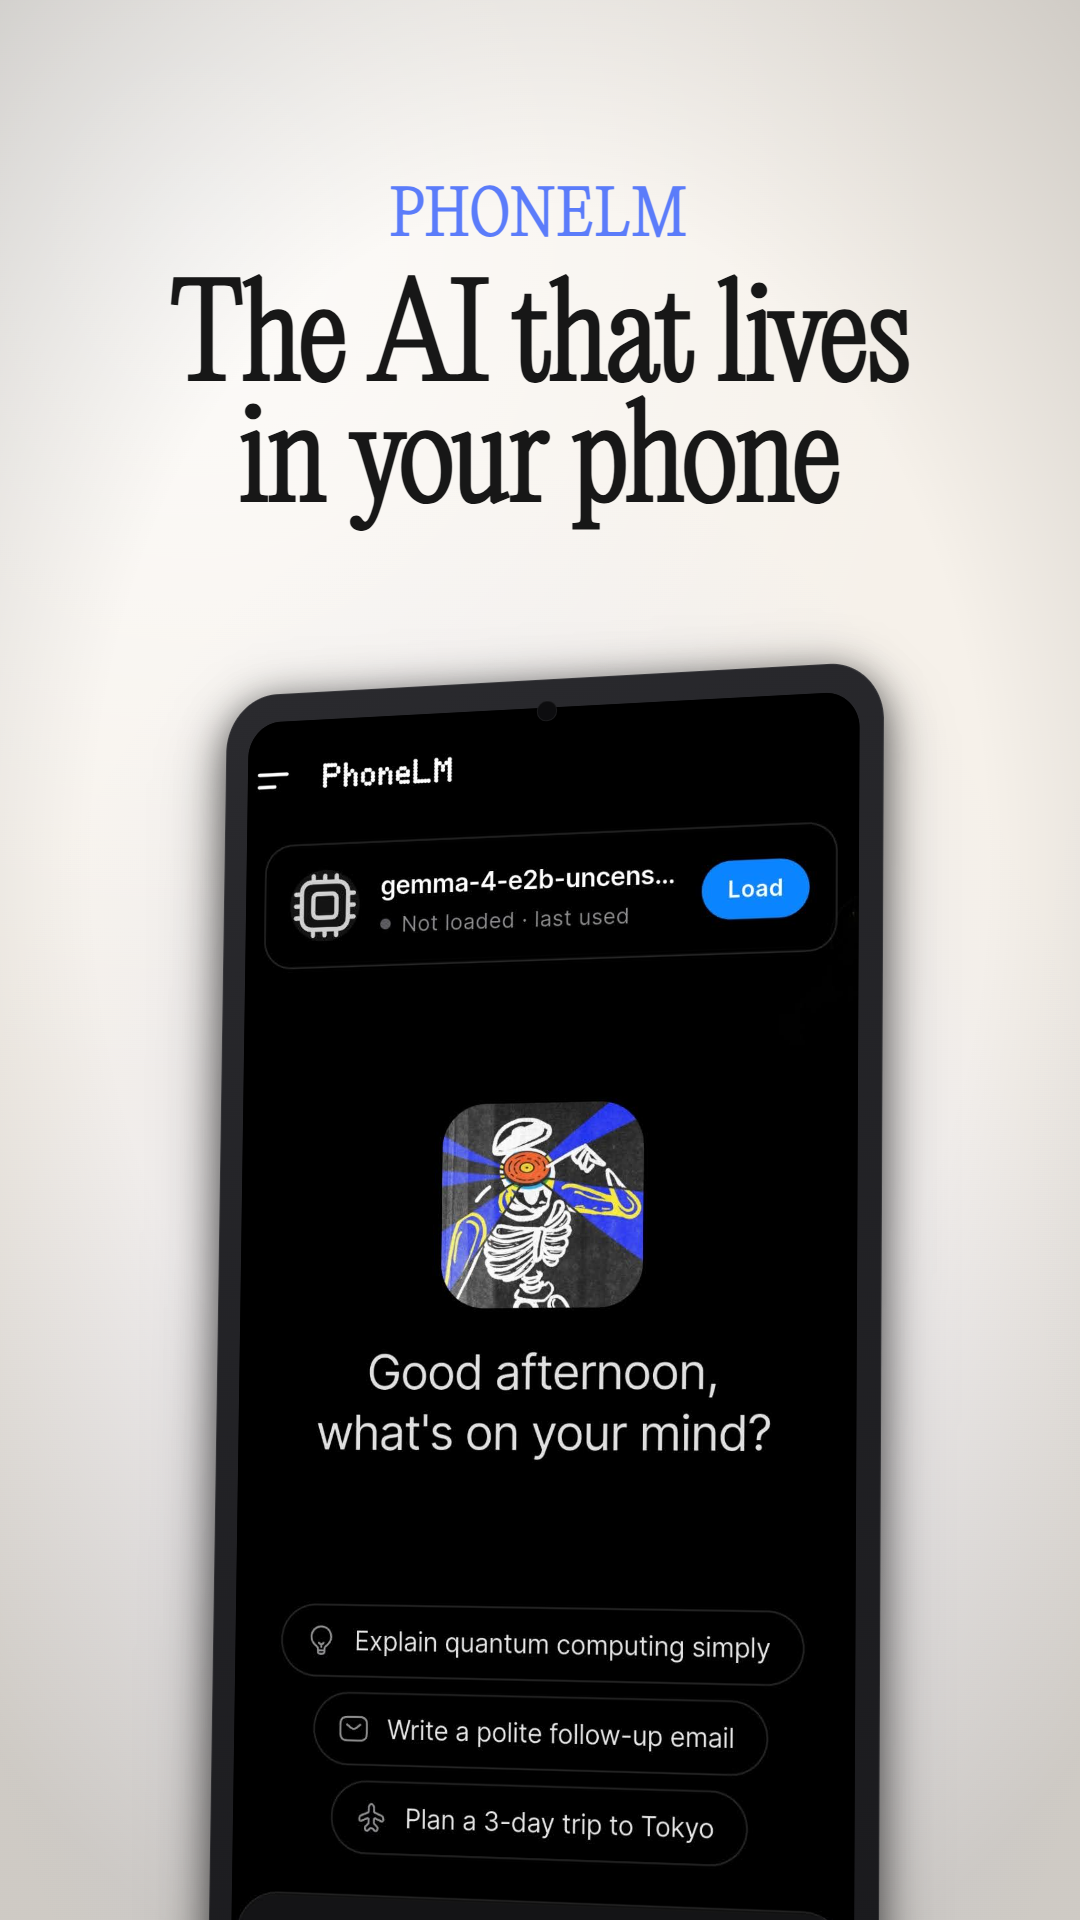 PHONELM
The AI that lives
in your phone
PhoneLM
gemma-4-e2b-uncens...
Load
Not loaded · last used
Good afternoon,
what's on your mind?
Explain quantum computing simply
Write a polite follow-up email
Plan a 3-day trip to Tokyo